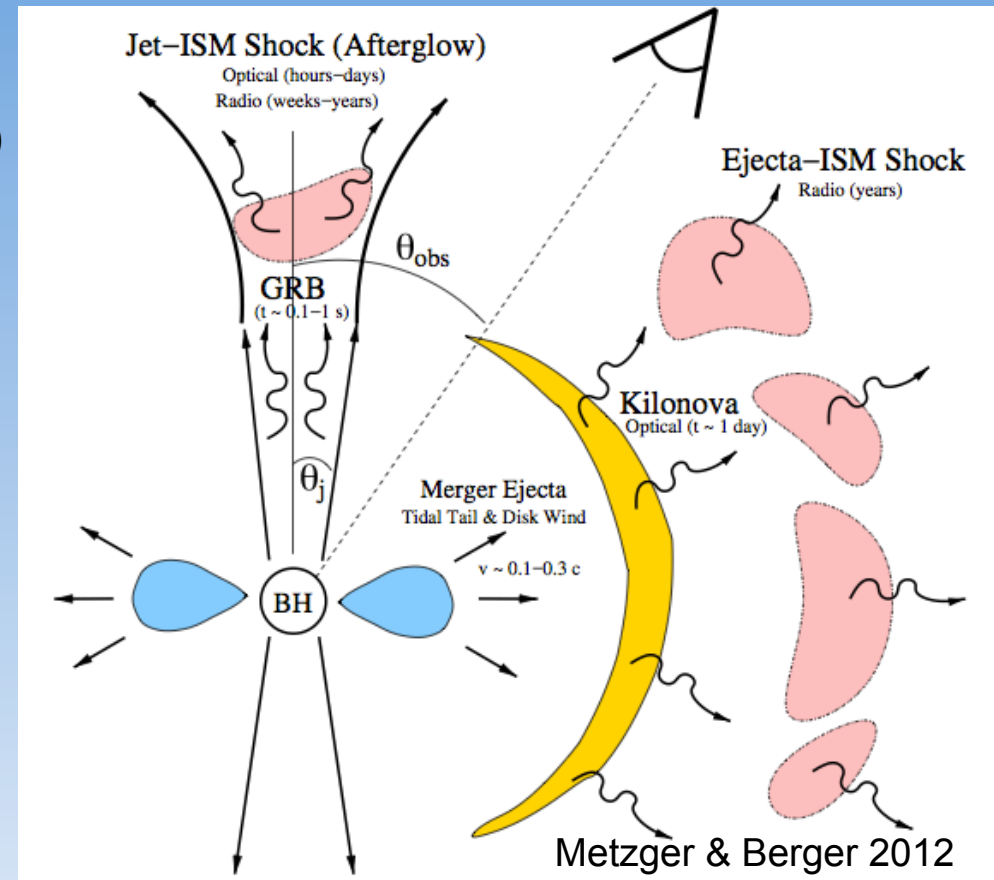 Jet−ISM Shock (Afterglow)
Optical (hours−days)
Radio (weeks−years)
)
Ejecta−ISM Shock
Radio (years)
θobs
GRB
(t ~ 0.1−1 s)
Kilonova
Optical (t ~ 1 day)
θj
Merger Ejecta
Tidal Tail & Disk Wind
v ~ 0.1−0.3 c
BH
Metzger & Berger 2012